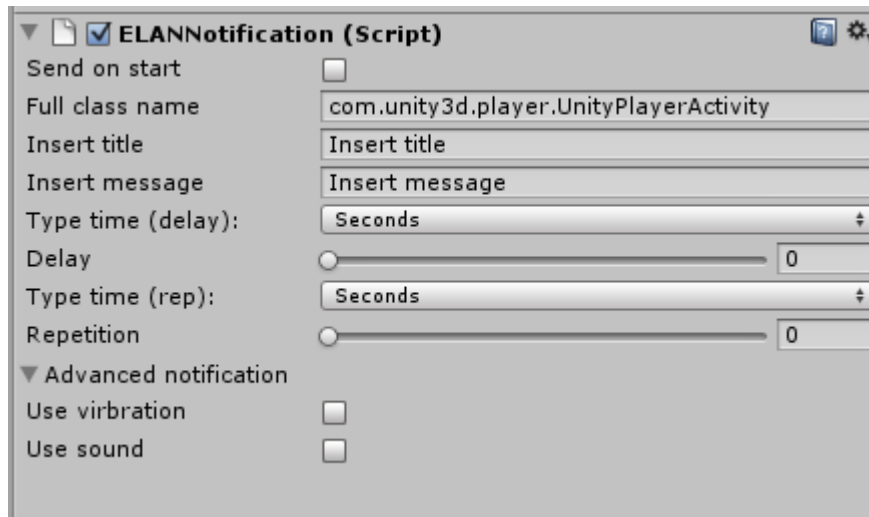 ELANNotification (Script)
Send on start
Full class name com.unity3d.player.UnityPlayerActivity
Insert title Insert title
Insert message Insert message
Type time (delay): Seconds
Delay 0
Type time (rep): Seconds
Repetition 0
Advanced notification
Use virbration
Use sound